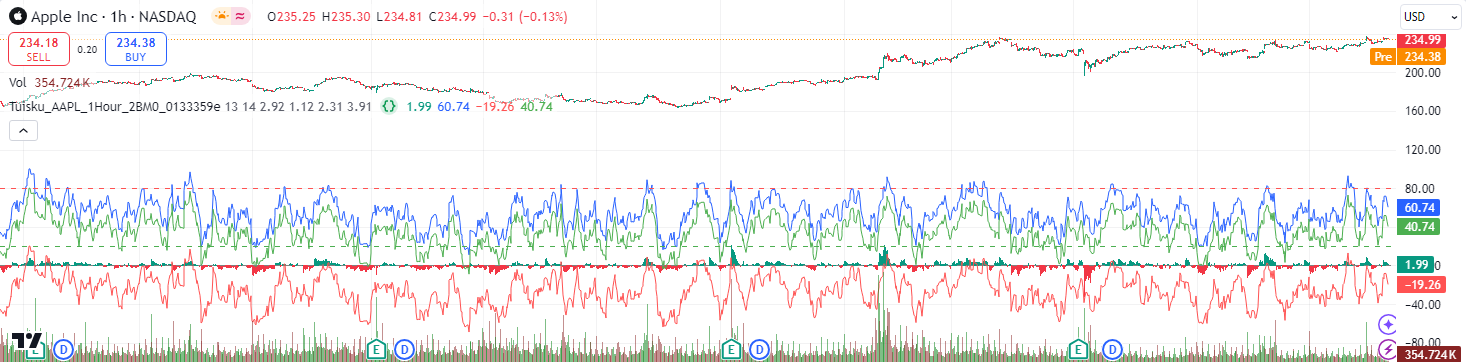 Apple Inc · 1h · NASDAQ O235.25 H235.30 L234.81 C234.99 −0.31 (−0.13%)
USD
234.18 SELL 0.20 234.38 BUY
234.99
Pre 234.38
200.00
Vol 354.724K
Tuisku_AAPL_1Hour_2BM0_0133359e 13 14 2.92 1.12 2.31 3.91 {} 1.99 60.74 −19.26 40.74
160.00
120.00
80.00
60.74
40.74
1.99
−19.26
−40.00
E D E D E D E D
354.724K